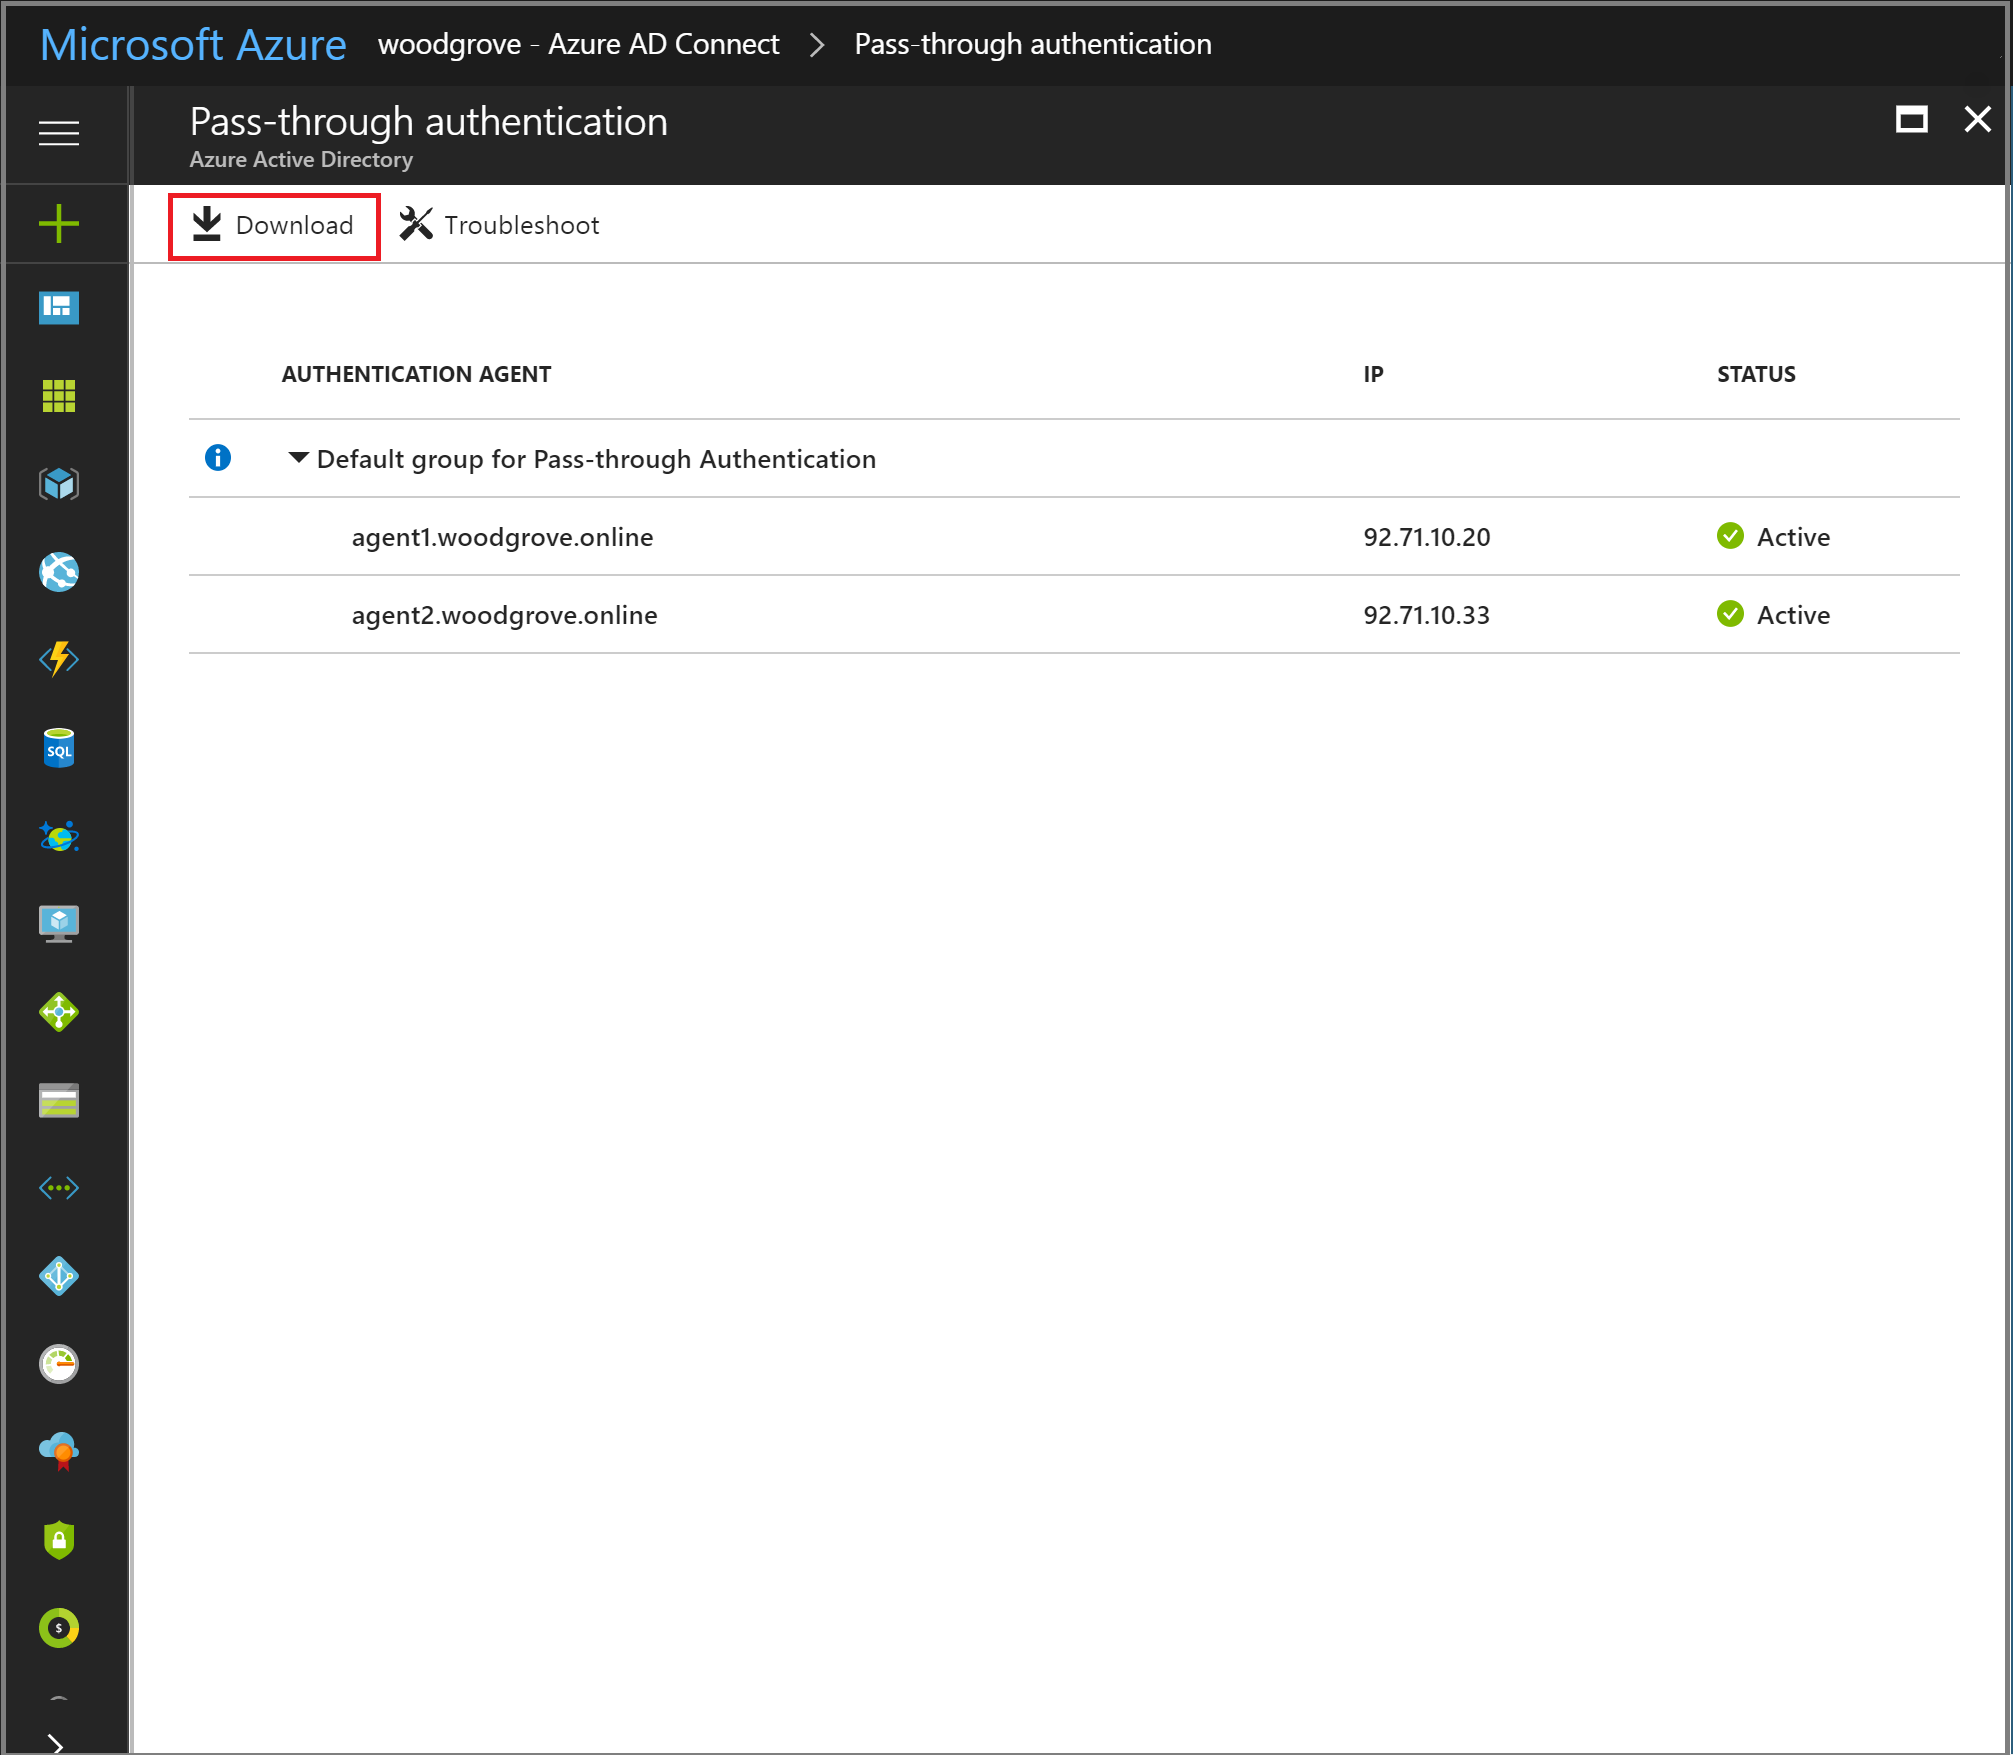 Microsoft Azure woodgrove - Azure AD Connect > Pass-through authentication
Pass-through authentication
Azure Active Directory
Download Troubleshoot
AUTHENTICATION AGENT IP STATUS
Default group for Pass-through Authentication
agent1.woodgrove.online 92.71.10.20 Active
agent2.woodgrove.online 92.71.10.33 Active
SQL
$